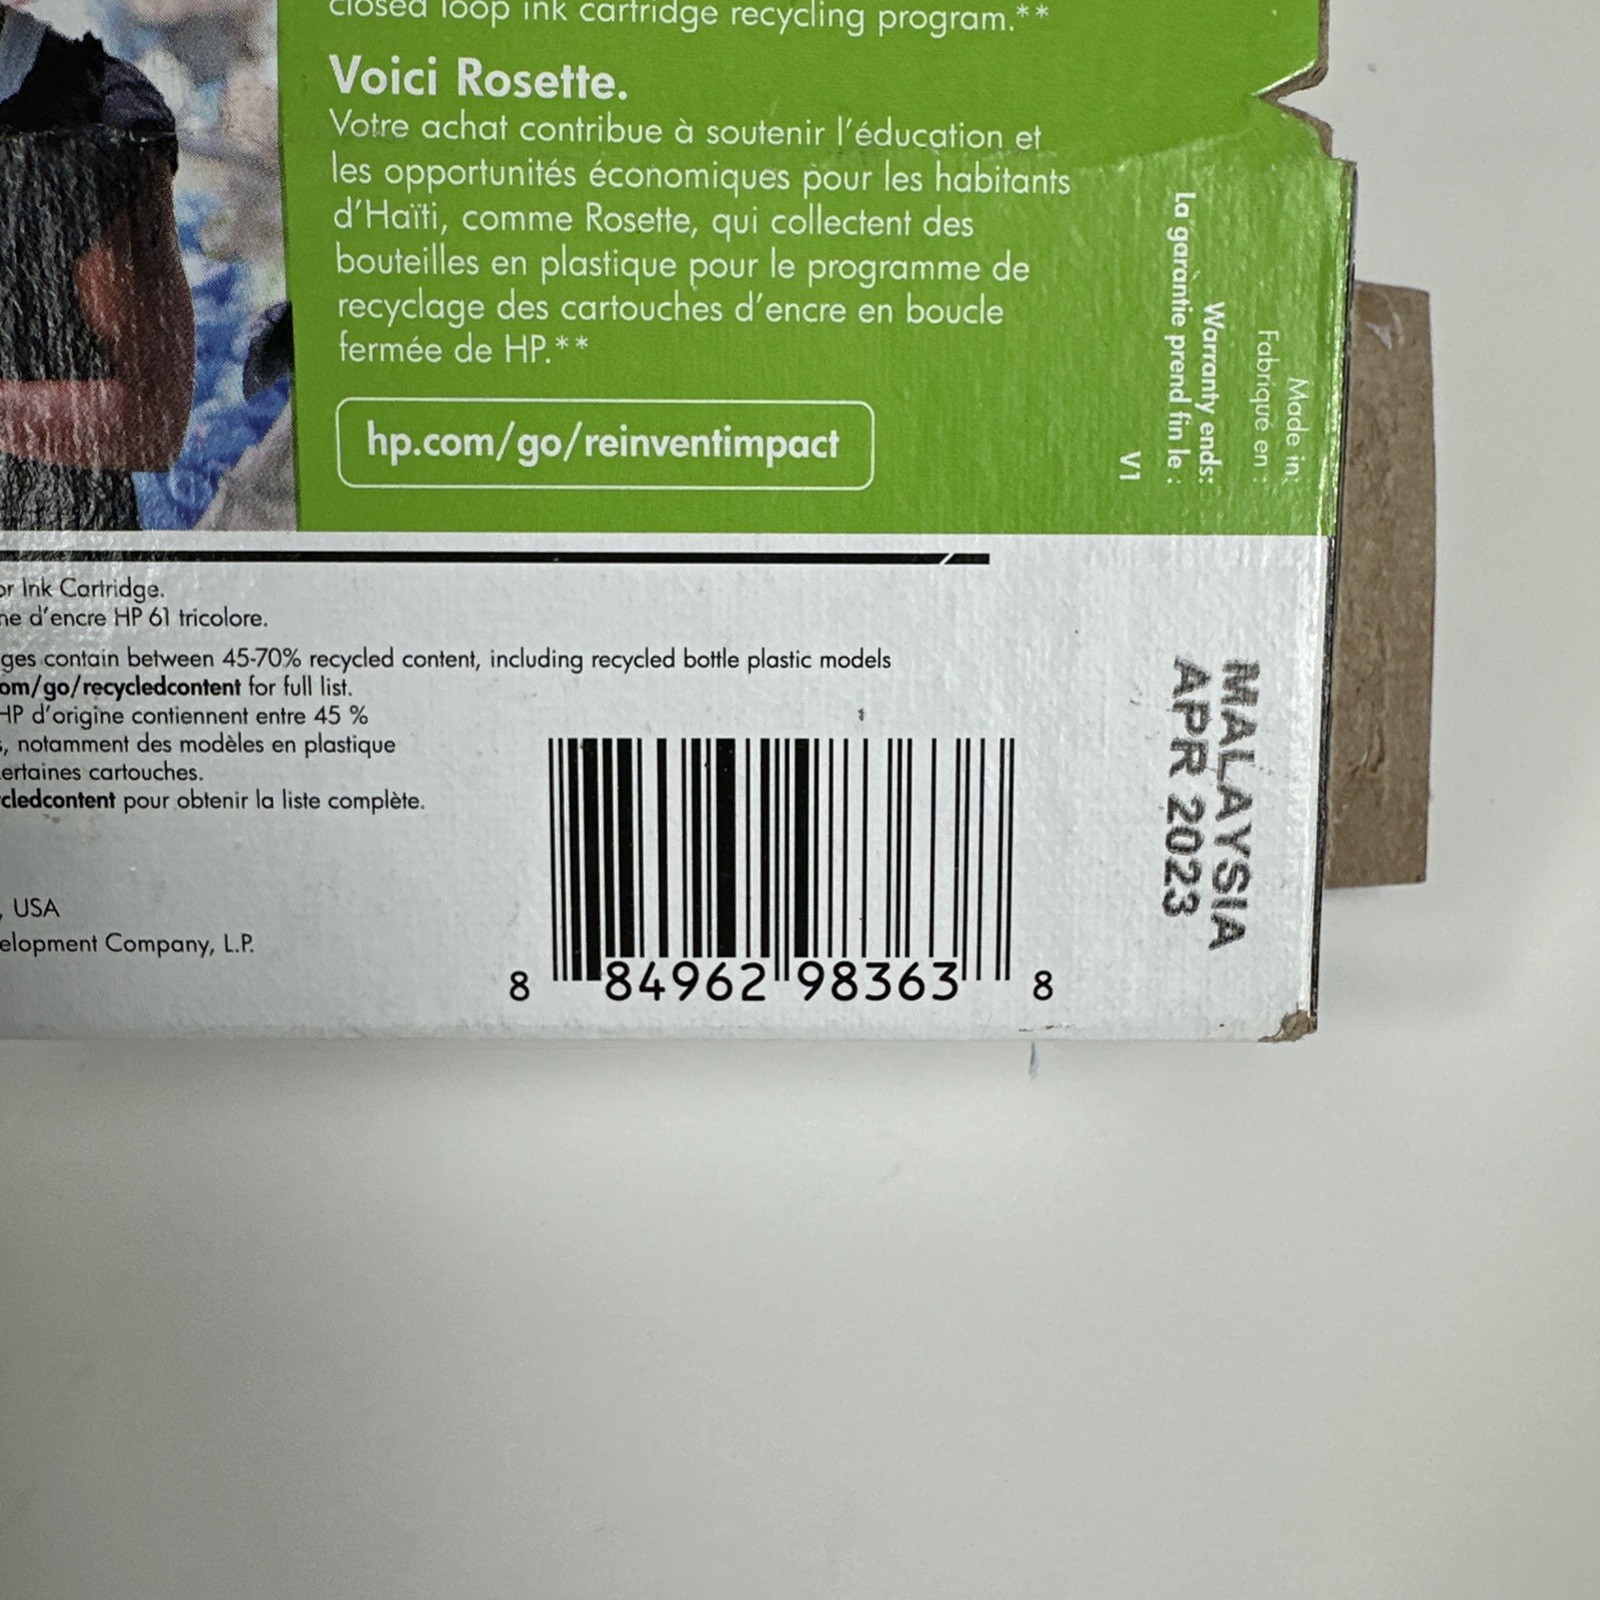 closed loop ink cartridge recycling program.**
Voici Rosette.
Votre achat contribue à soutenir l'éducation et
les opportunités économiques pour les habitants
d'Haïti, comme Rosette, qui collectent des
bouteilles en plastique pour le programme de
recyclage des cartouches d'encre en boucle
fermée de HP.**
hp.com/go/reinventimpact
Made in:
Fabriqué en :
Warranty ends:
La garantie prend fin le :
V1
MALAYSIA
APR 2023
or Ink Cartridge.
ne d'encre HP 61 tricolore.
ges contain between 45-70% recycled content, including recycled bottle plastic models
om/go/recycledcontent for full list.
HP d'origine contiennent entre 45 %
, notamment des modèles en plastique
ertaines cartouches.
cledcontent pour obtenir la liste complète.
, USA
elopment Company, L.P.
8 84962 98363 8